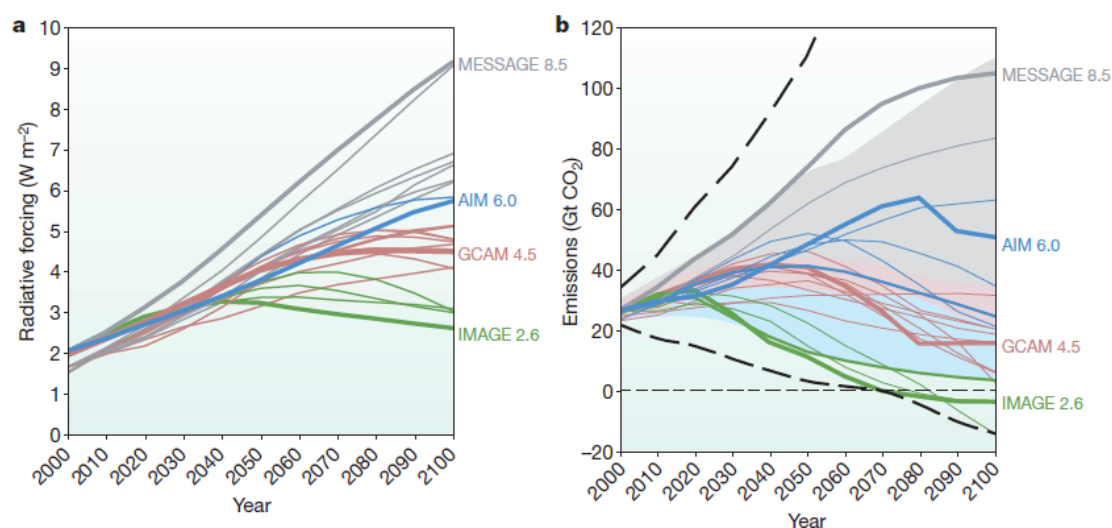 a
Radiative forcing (W m⁻²)
10
9
8
7
6
5
4
3
2
1
0
2000
2010
2020
2030
2040
2050
2060
2070
2080
2090
2100
Year
MESSAGE 8.5
AIM 6.0
GCAM 4.5
IMAGE 2.6
b
Emissions (Gt CO₂)
120
100
80
60
40
20
0
–20
2000
2010
2020
2030
2040
2050
2060
2070
2080
2090
2100
Year
MESSAGE 8.5
AIM 6.0
GCAM 4.5
IMAGE 2.6